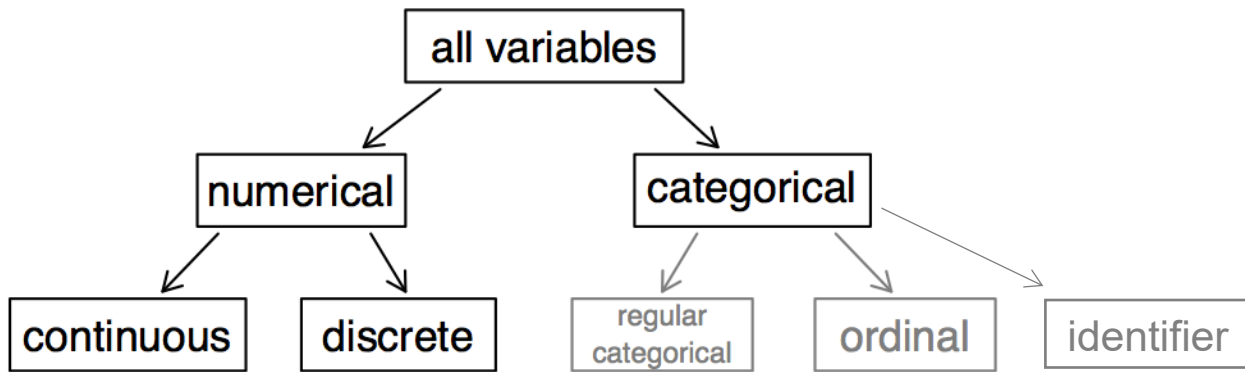 all variables
numerical
categorical
continuous
discrete
regular
categorical
ordinal
identifier